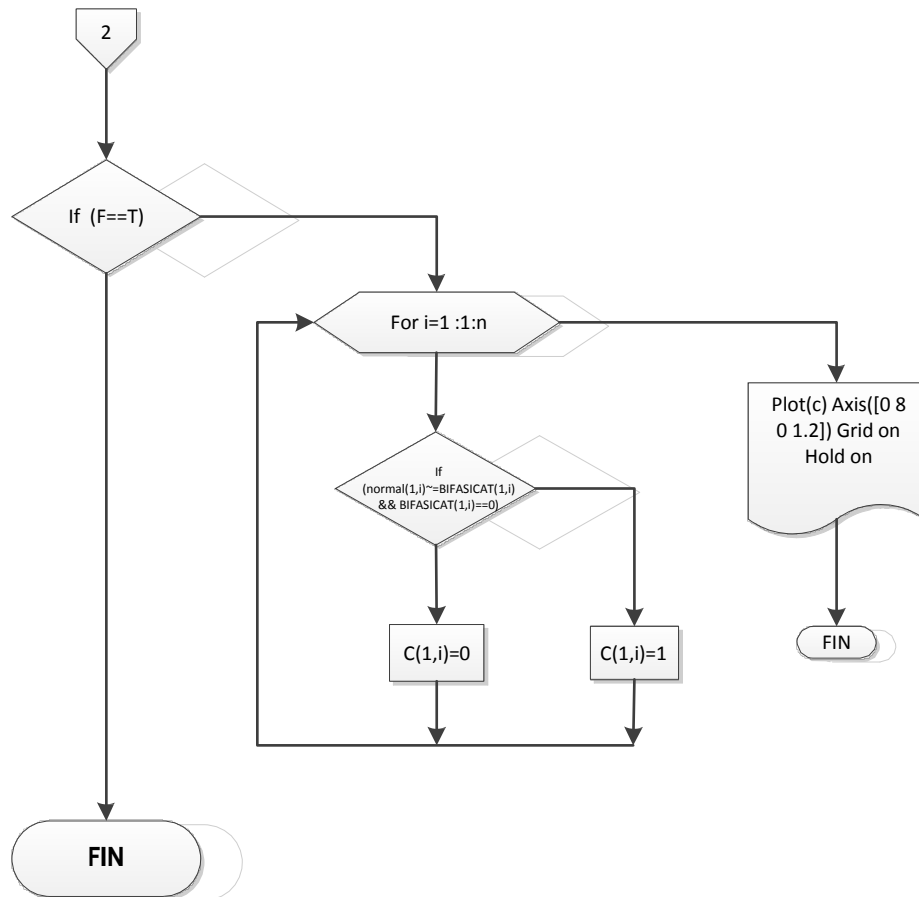 2
If (F==T)
For i=1 :1:n
Plot(c) Axis([0 8
0 1.2]) Grid on
Hold on
If
(normal(1,i)~=BIFASICAT(1,i)
&& BIFASICAT(1,i)==0)
C(1,i)=0
C(1,i)=1
FIN
FIN